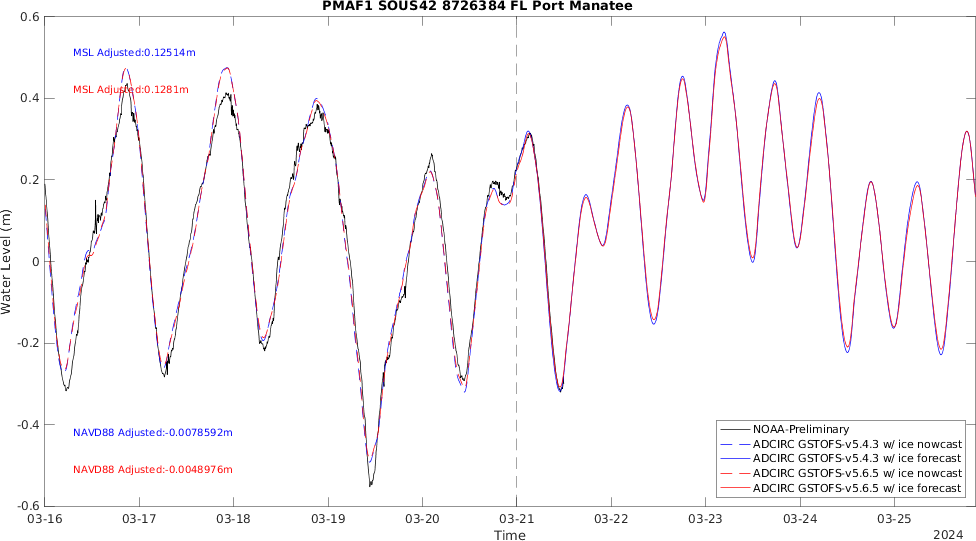 PMAF1 SOUS42 8726384 FL Port Manatee
0.6
0.4
0.2
0
-0.2
-0.4
-0.6
Water Level (m)
MSL Adjusted:0.12514m
MSL Adjusted:0.1281m
NAVD88 Adjusted:-0.0078592m
NAVD88 Adjusted:-0.0048976m
NOAA-Preliminary
ADCIRC GSTOFS-v5.4.3 w/ ice nowcast
ADCIRC GSTOFS-v5.4.3 w/ ice forecast
ADCIRC GSTOFS-v5.6.5 w/ ice nowcast
ADCIRC GSTOFS-v5.6.5 w/ ice forecast
03-16 03-17 03-18 03-19 03-20 03-21 03-22 03-23 03-24 03-25
Time
2024